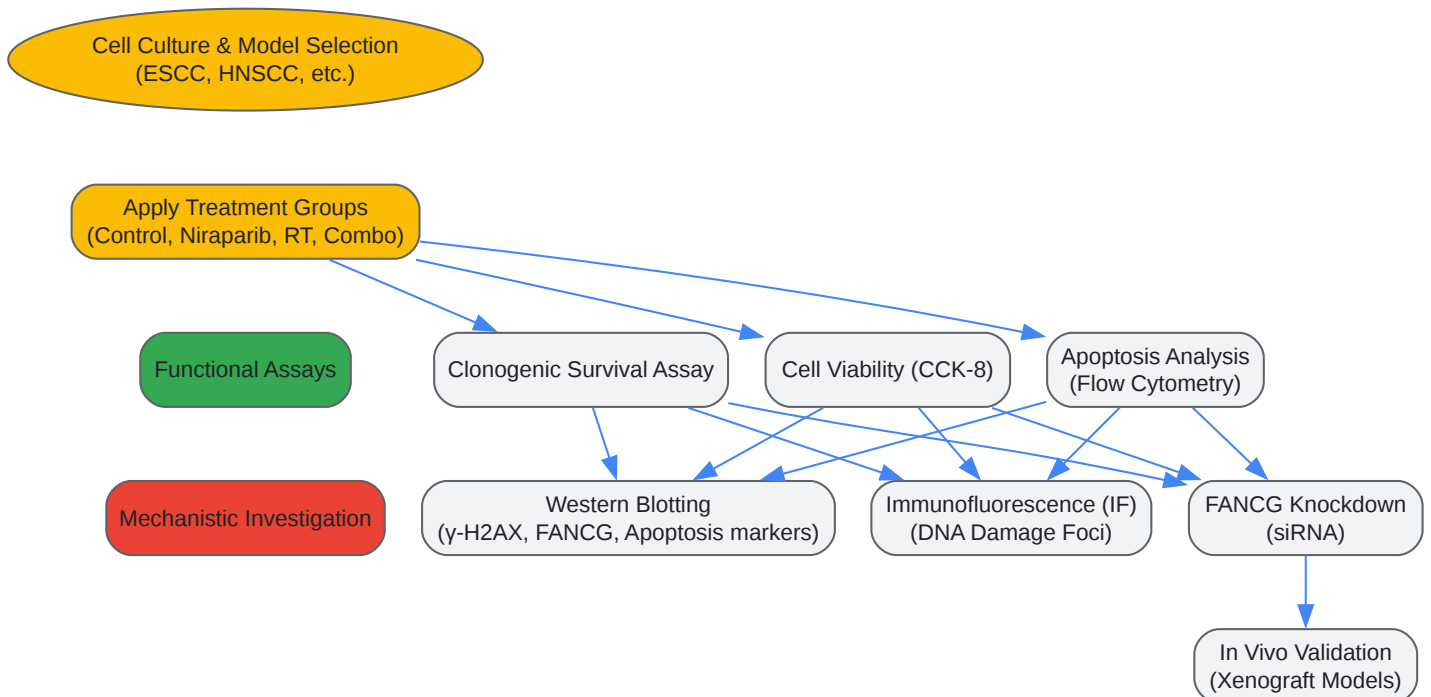 Cell Culture & Model Selection
(ESCC, HNSCC, etc.)
Apply Treatment Groups
(Control, Niraparib, RT, Combo)
Functional Assays
Clonogenic Survival Assay
Cell Viability (CCK-8)
Apoptosis Analysis
(Flow Cytometry)
Mechanistic Investigation
Western Blotting
(γ-H2AX, FANCG, Apoptosis markers)
Immunofluorescence (IF)
(DNA Damage Foci)
FANCG Knockdown
(siRNA)
In Vivo Validation
(Xenograft Models)